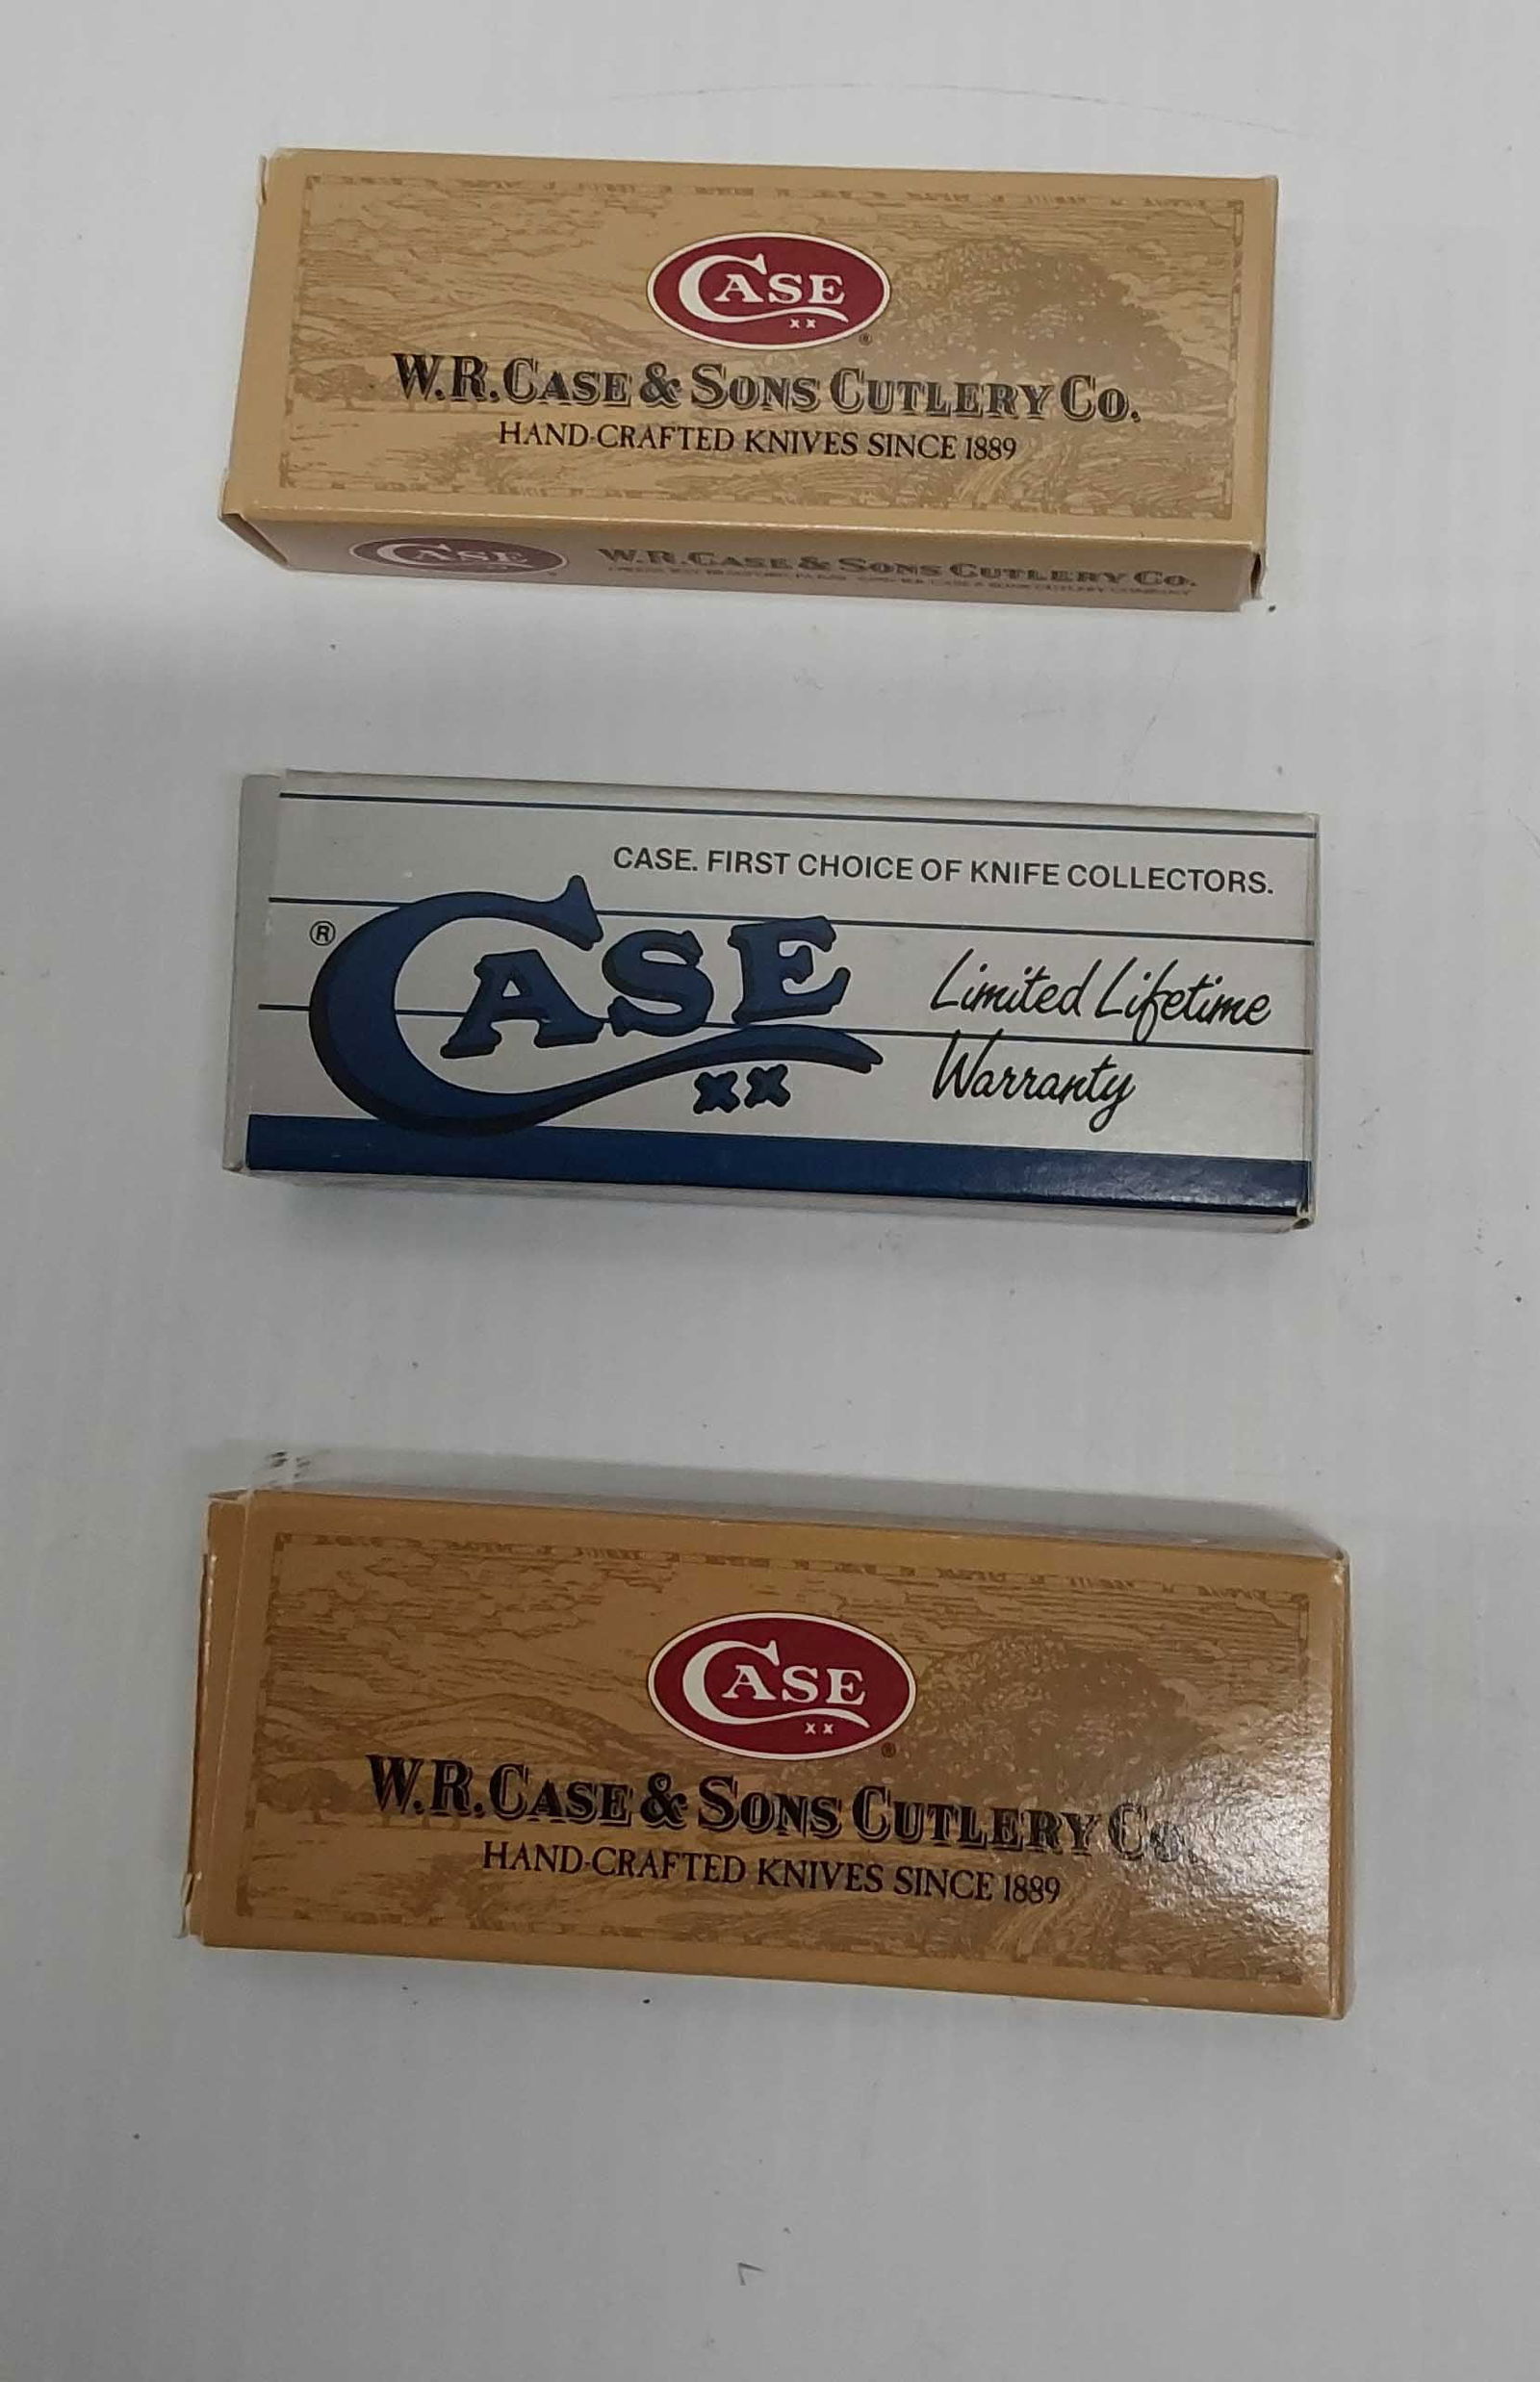 CASE
XX
®
W.R. CASE & SONS CUTLERY CO.
HAND-CRAFTED KNIVES SINCE 1889
CASE
W.R. CASE & SONS CUTLERY CO.
CASE. FIRST CHOICE OF KNIFE COLLECTORS.
®
CASE
XX
Limited Lifetime
Warranty
CASE
XX
®
W.R. CASE & SONS CUTLERY CO.
HAND-CRAFTED KNIVES SINCE 1889